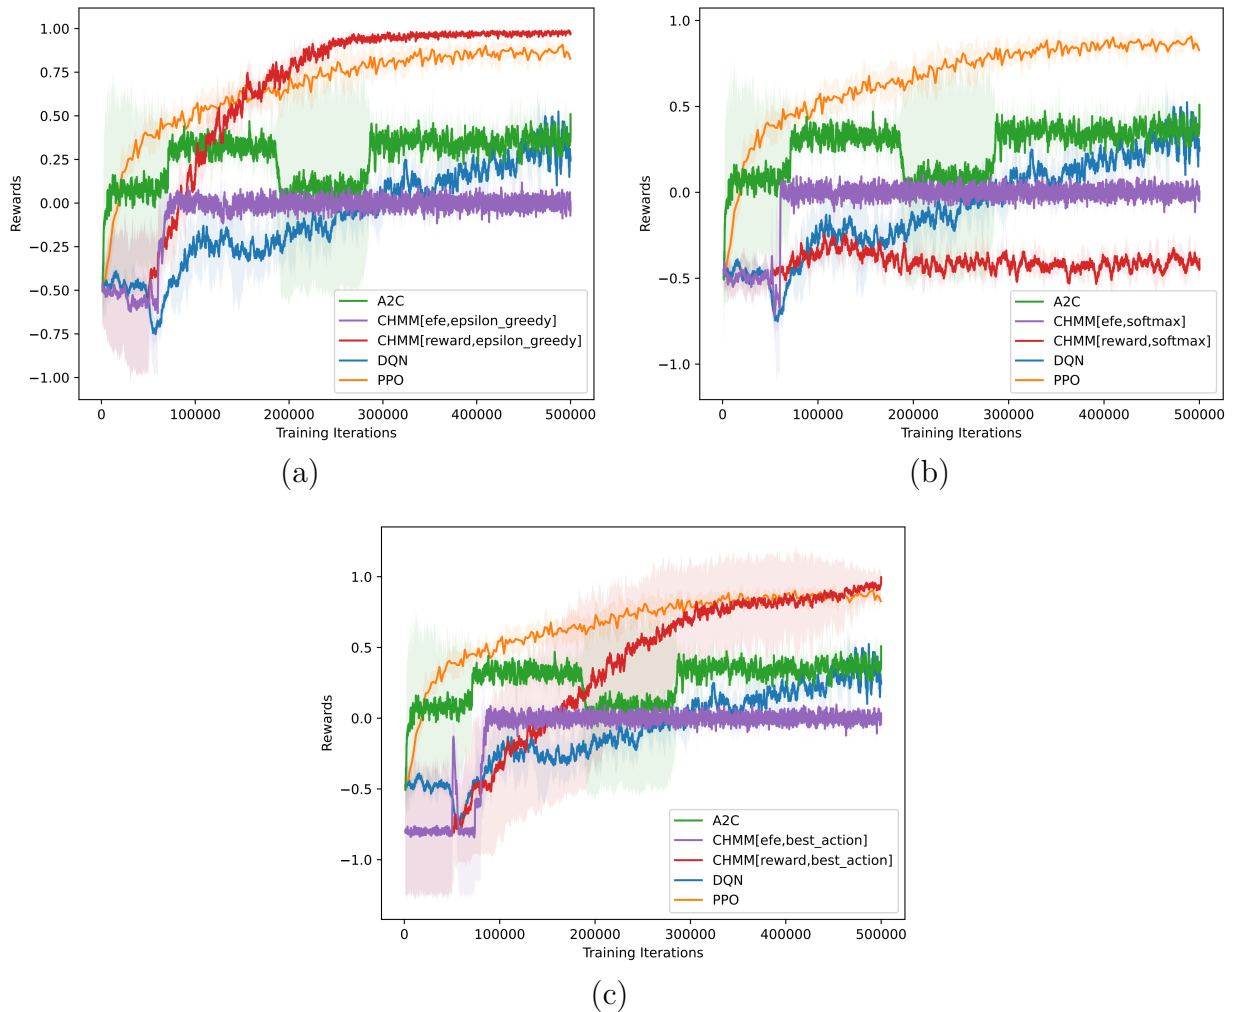 1.00
0.75
0.50
0.25
0.00
−0.25
−0.50
−0.75
−1.00
Rewards
A2C
CHMM[efe,epsilon_greedy]
CHMM[reward,epsilon_greedy]
DQN
PPO
0 100000 200000 300000 400000 500000
Training Iterations
(a)
1.0
0.5
0.0
−0.5
−1.0
Rewards
A2C
CHMM[efe,softmax]
CHMM[reward,softmax]
DQN
PPO
0 100000 200000 300000 400000 500000
Training Iterations
(b)
1.0
0.5
0.0
−0.5
−1.0
Rewards
A2C
CHMM[efe,best_action]
CHMM[reward,best_action]
DQN
PPO
0 100000 200000 300000 400000 500000
Training Iterations
(c)